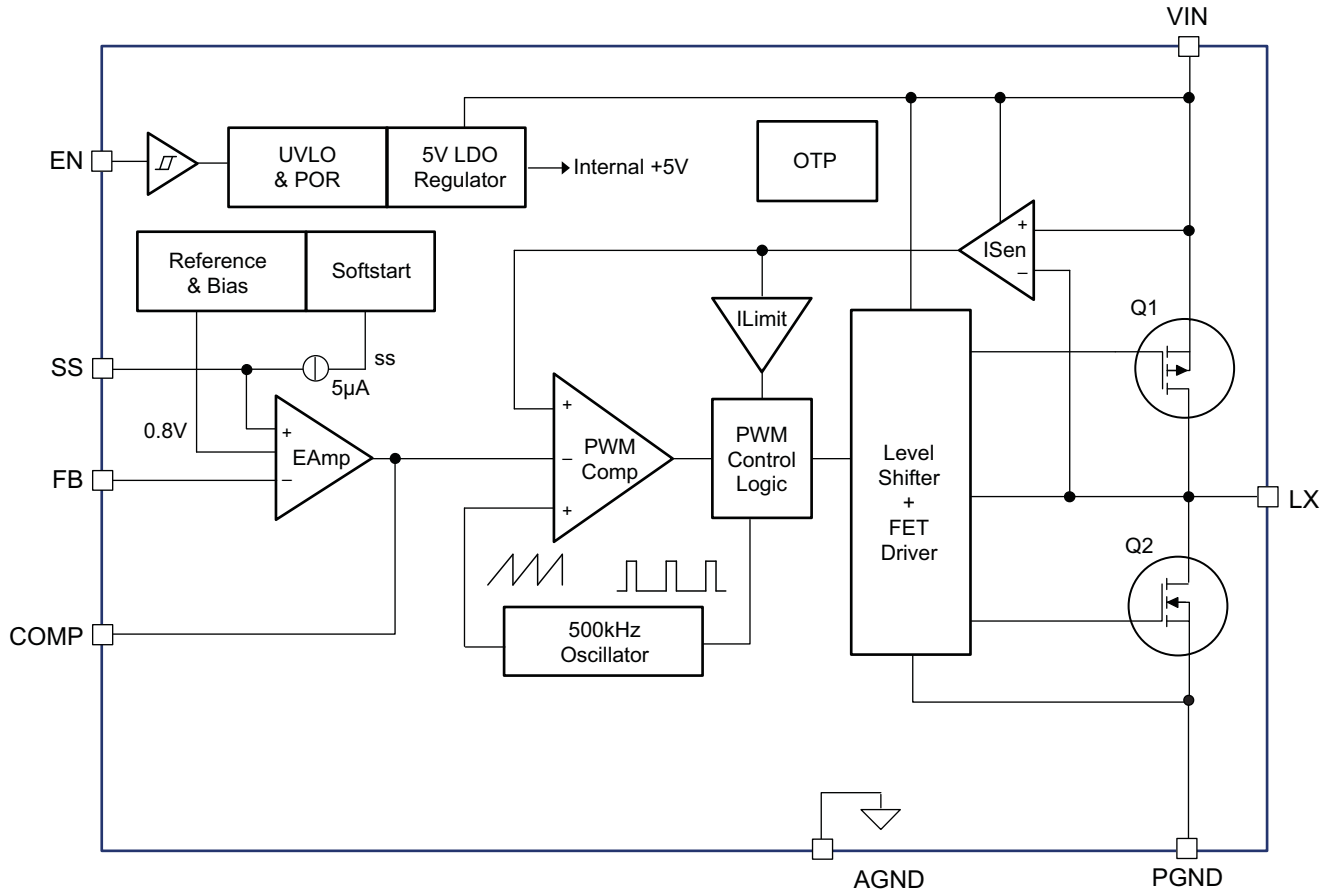 VIN
EN
UVLO
& POR
5V LDO
Regulator
Internal +5V
OTP
Reference
& Bias
Softstart
+
ISen
–
ILimit
Q1
SS
ss
5µA
0.8V
+
EAmp
–
FB
+
–
PWM
Comp
+
PWM
Control
Logic
Level
Shifter
+
FET
Driver
LX
Q2
500kHz
Oscillator
COMP
AGND
PGND